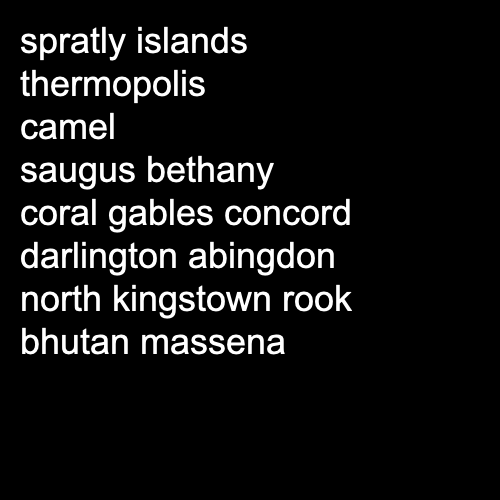 spratly islands
thermopolis
camel
saugus bethany
coral gables concord
darlington abingdon
north kingstown rook
bhutan massena